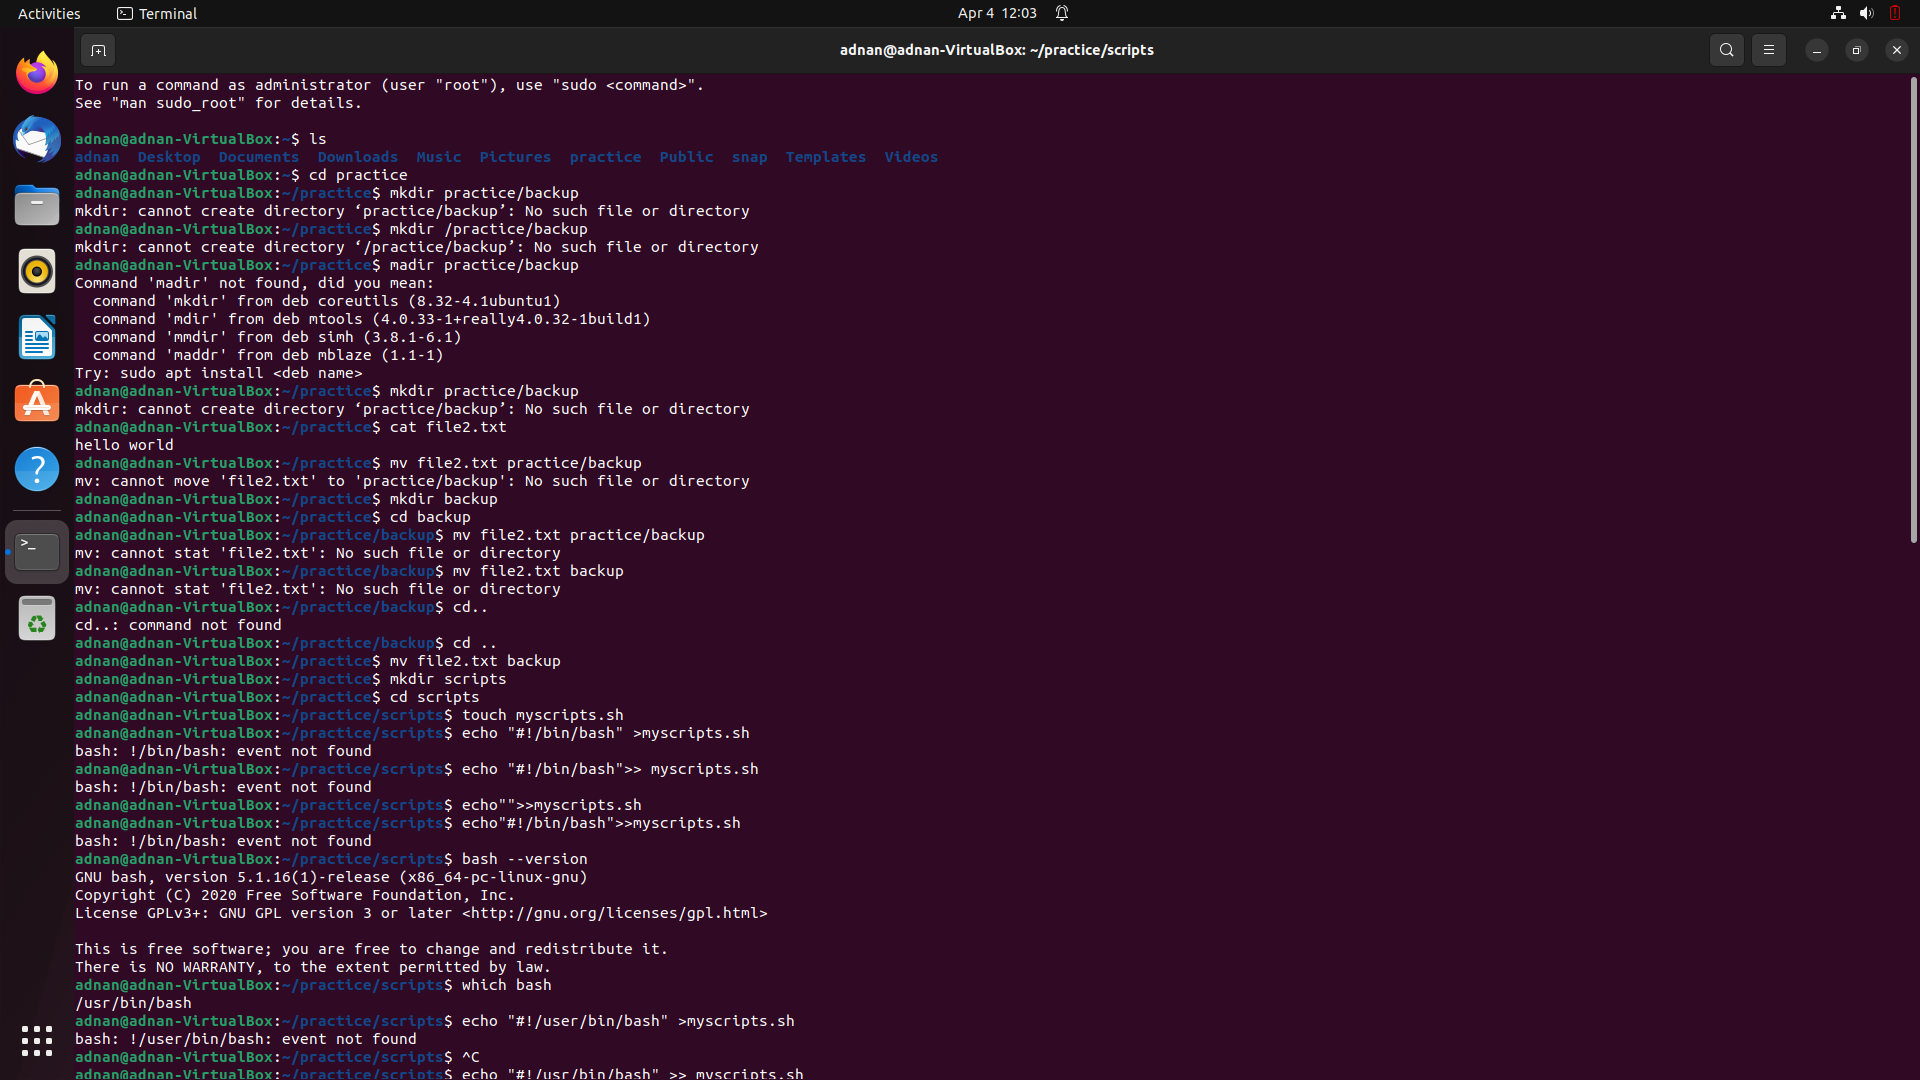 Activities
Terminal
Apr 4 12:03
adnan@adnan-VirtualBox: ~/practice/scripts
To run a command as administrator (user "root"), use "sudo <command>".
See "man sudo_root" for details.
adnan@adnan-VirtualBox:~$ ls
adnan Desktop Documents Downloads Music Pictures practice Public snap Templates Videos
adnan@adnan-VirtualBox:~$ cd practice
adnan@adnan-VirtualBox:~/practice$ mkdir practice/backup
mkdir: cannot create directory ‘practice/backup’: No such file or directory
adnan@adnan-VirtualBox:~/practice$ mkdir /practice/backup
mkdir: cannot create directory ‘/practice/backup’: No such file or directory
adnan@adnan-VirtualBox:~/practice$ madir practice/backup
Command 'madir' not found, did you mean:
  command 'mkdir' from deb coreutils (8.32-4.1ubuntu1)
  command 'mdir' from deb mtools (4.0.33-1+really4.0.32-1build1)
  command 'mmdir' from deb simh (3.8.1-6.1)
  command 'maddr' from deb mblaze (1.1-1)
Try: sudo apt install <deb name>
adnan@adnan-VirtualBox:~/practice$ mkdir practice/backup
mkdir: cannot create directory ‘practice/backup’: No such file or directory
adnan@adnan-VirtualBox:~/practice$ cat file2.txt
hello world
adnan@adnan-VirtualBox:~/practice$ mv file2.txt practice/backup
mv: cannot move 'file2.txt' to 'practice/backup': No such file or directory
adnan@adnan-VirtualBox:~/practice$ mkdir backup
adnan@adnan-VirtualBox:~/practice$ cd backup
adnan@adnan-VirtualBox:~/practice/backup$ mv file2.txt practice/backup
mv: cannot stat 'file2.txt': No such file or directory
adnan@adnan-VirtualBox:~/practice/backup$ mv file2.txt backup
mv: cannot stat 'file2.txt': No such file or directory
adnan@adnan-VirtualBox:~/practice/backup$ cd..
cd..: command not found
adnan@adnan-VirtualBox:~/practice/backup$ cd ..
adnan@adnan-VirtualBox:~/practice$ mv file2.txt backup
adnan@adnan-VirtualBox:~/practice$ mkdir scripts
adnan@adnan-VirtualBox:~/practice$ cd scripts
adnan@adnan-VirtualBox:~/practice/scripts$ touch myscripts.sh
adnan@adnan-VirtualBox:~/practice/scripts$ echo "#!/bin/bash" >myscripts.sh
bash: !/bin/bash: event not found
adnan@adnan-VirtualBox:~/practice/scripts$ echo "#!/bin/bash">> myscripts.sh
bash: !/bin/bash: event not found
adnan@adnan-VirtualBox:~/practice/scripts$ echo"">>myscripts.sh
adnan@adnan-VirtualBox:~/practice/scripts$ echo"#!/bin/bash">>myscripts.sh
bash: !/bin/bash: event not found
adnan@adnan-VirtualBox:~/practice/scripts$ bash --version
GNU bash, version 5.1.16(1)-release (x86_64-pc-linux-gnu)
Copyright (C) 2020 Free Software Foundation, Inc.
License GPLv3+: GNU GPL version 3 or later <http://gnu.org/licenses/gpl.html>
This is free software; you are free to change and redistribute it.
There is NO WARRANTY, to the extent permitted by law.
adnan@adnan-VirtualBox:~/practice/scripts$ which bash
/usr/bin/bash
adnan@adnan-VirtualBox:~/practice/scripts$ echo "#!/user/bin/bash" >myscripts.sh
bash: !/user/bin/bash: event not found
adnan@adnan-VirtualBox:~/practice/scripts$ ^C
adnan@adnan-VirtualBox:~/practice/scripts$ echo "#!/usr/bin/bash" >> myscripts.sh